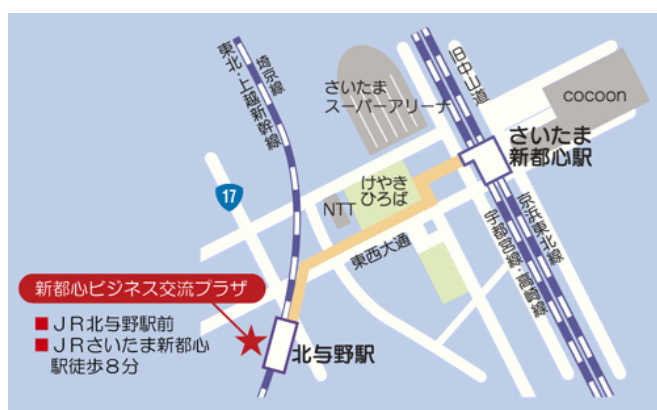 埼京線
東北・上越新幹線
さいたま
スーパーアリーナ
旧中山道
cocoon
さいたま
新都心駅
けやき
ひろば
NTT
17
東西大通
京浜東北線
宇都宮線・高崎線
新都心ビジネス交流プラザ
■ＪＲ北与野駅前
■ＪＲさいたま新都心
駅徒歩８分
北与野駅